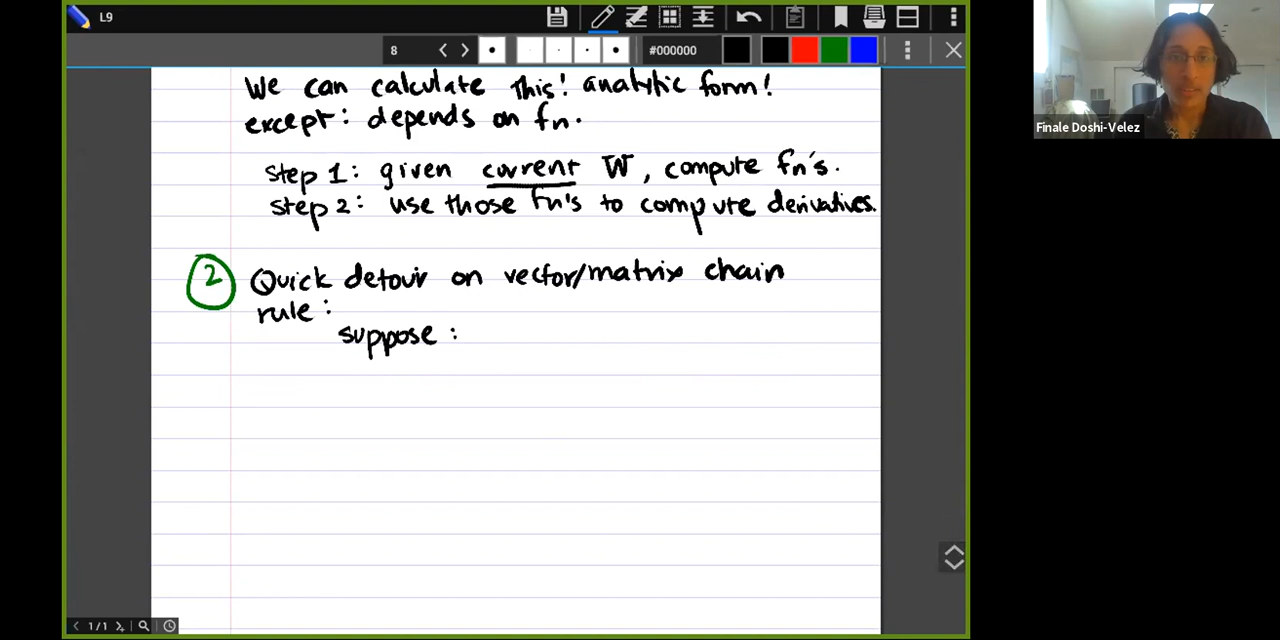 L9
8
#000000
Finale Doshi-Velez
We can calculate this! analytic form!
except: depends on fn.
step 1: given current W, compute fn's.
step 2: use those fn's to compute derivatives.
2 Quick detour on vector/matrix chain
rule:
suppose:
1/1